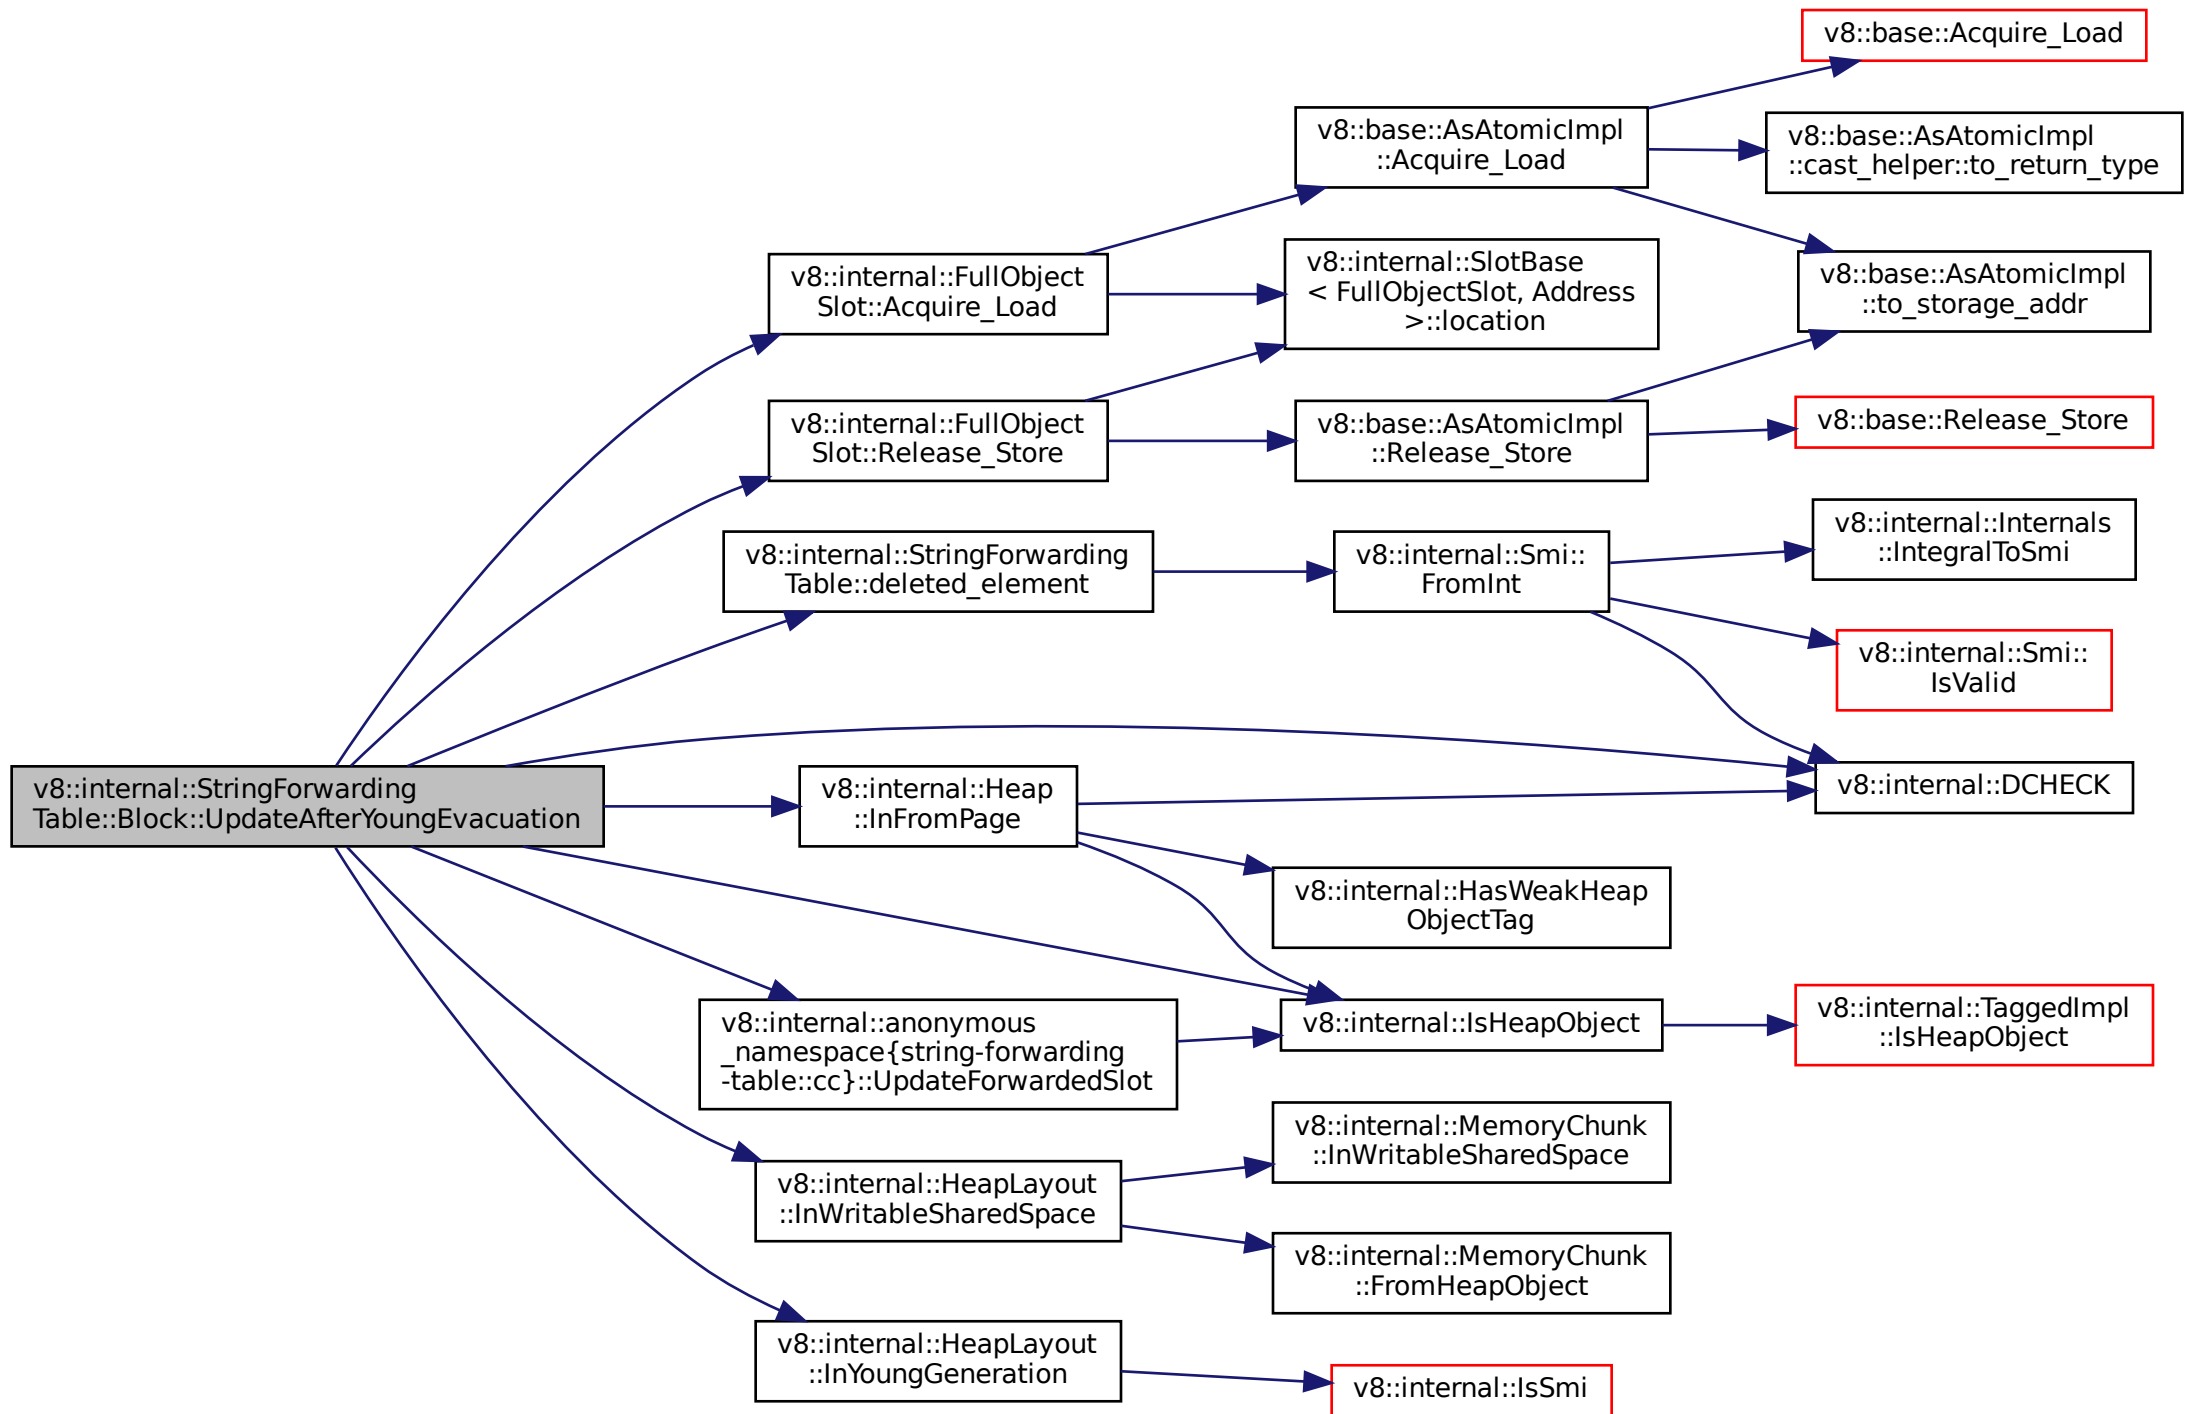 v8::base::Acquire_Load
v8::base::AsAtomicImpl
::Acquire_Load
v8::base::AsAtomicImpl
::cast_helper::to_return_type
v8::internal::FullObject
Slot::Acquire_Load
v8::internal::SlotBase
< FullObjectSlot, Address
>::location
v8::base::AsAtomicImpl
::to_storage_addr
v8::internal::FullObject
Slot::Release_Store
v8::base::AsAtomicImpl
::Release_Store
v8::base::Release_Store
v8::internal::StringForwarding
Table::deleted_element
v8::internal::Smi::
FromInt
v8::internal::Internals
::IntegralToSmi
v8::internal::Smi::
IsValid
v8::internal::StringForwarding
Table::Block::UpdateAfterYoungEvacuation
v8::internal::Heap
::InFromPage
v8::internal::DCHECK
v8::internal::HasWeakHeap
ObjectTag
v8::internal::anonymous
_namespace{string-forwarding
-table::cc}::UpdateForwardedSlot
v8::internal::IsHeapObject
v8::internal::TaggedImpl
::IsHeapObject
v8::internal::HeapLayout
::InWritableSharedSpace
v8::internal::MemoryChunk
::InWritableSharedSpace
v8::internal::MemoryChunk
::FromHeapObject
v8::internal::HeapLayout
::InYoungGeneration
v8::internal::IsSmi